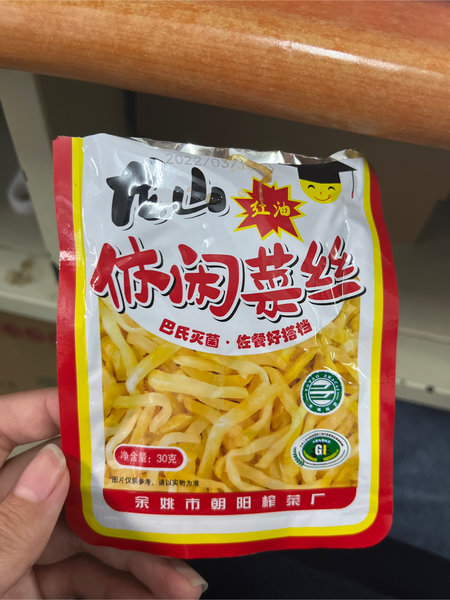 2022/03/
龙山
红油
休闲菜丝
巴氏灭菌·佐餐好搭档
GI
净含量：30克
图片仅供参考，请以实物为准
余姚市朝阳榨菜厂